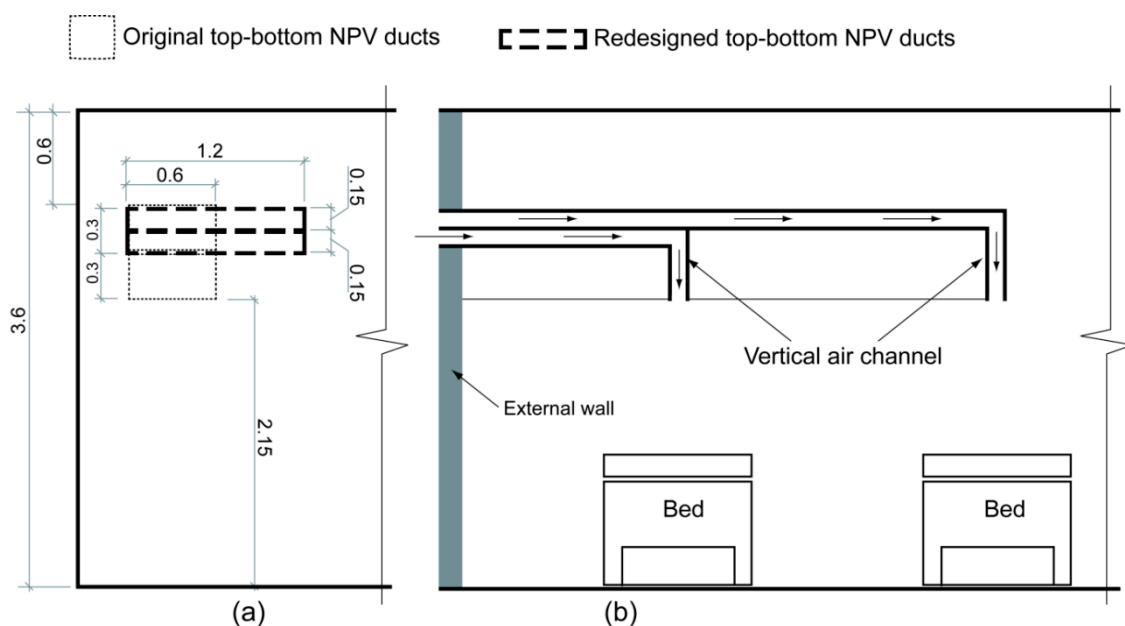 Original top-bottom NPV ducts
Redesigned top-bottom NPV ducts
0.6
1.2
0.6
0.15
0.3
0.3
0.15
3.6
2.15
Vertical air channel
External wall
Bed
Bed
(a)
(b)